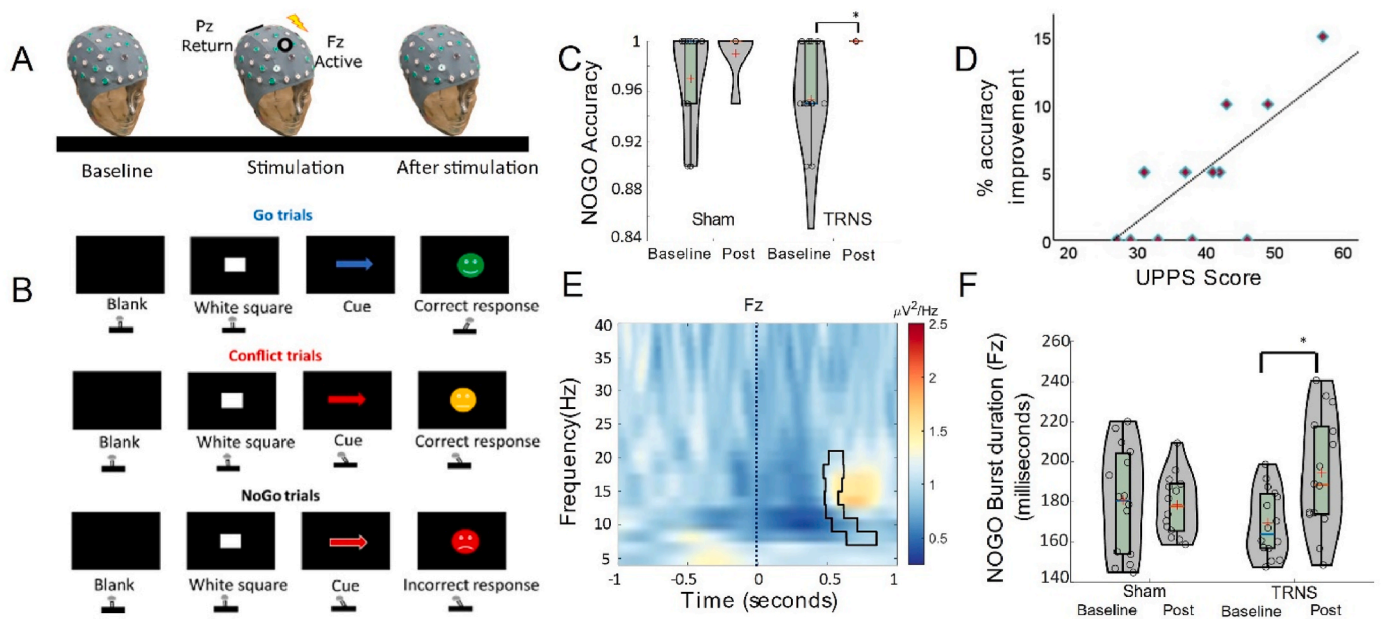 A
Pz
Return
Fz
Active
Baseline
Stimulation
After stimulation
B
Go trials
Blank
White square
Cue
Correct response
Conflict trials
Blank
White square
Cue
Correct response
NoGo trials
Blank
White square
Cue
Incorrect response
C
NOGO Accuracy
1
0.96
0.92
0.88
0.84
*
Sham
TRNS
Baseline Post Baseline Post
D
% accuracy
improvement
15
10
5
0
20 30 40 50 60
UPPS Score
E
Fz
μV²/Hz
Frequency(Hz)
40
35
30
25
20
15
10
5
-1 -0.5 0 0.5 1
Time (seconds)
2.5
2
1.5
1
0.5
F
NOGO Burst duration (Fz)
(milliseconds)
260
240
220
200
180
160
140
*
Sham TRNS
Baseline Post Baseline Post